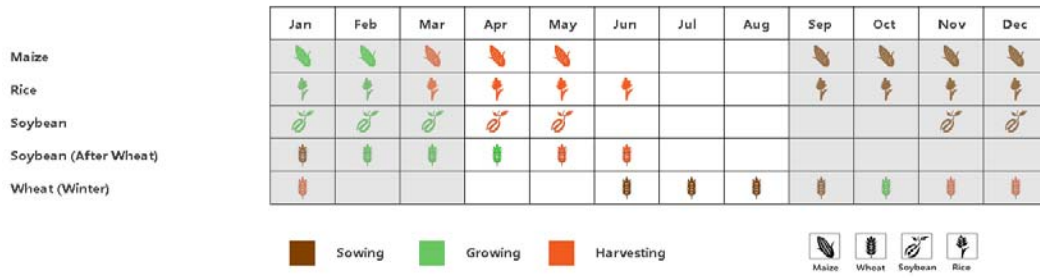 Jan Feb Mar Apr May Jun Jul Aug Sep Oct Nov Dec
Maize
Rice
Soybean
Soybean (After Wheat)
Wheat (Winter)
Sowing Growing Harvesting
Maize Wheat Soybean Rice